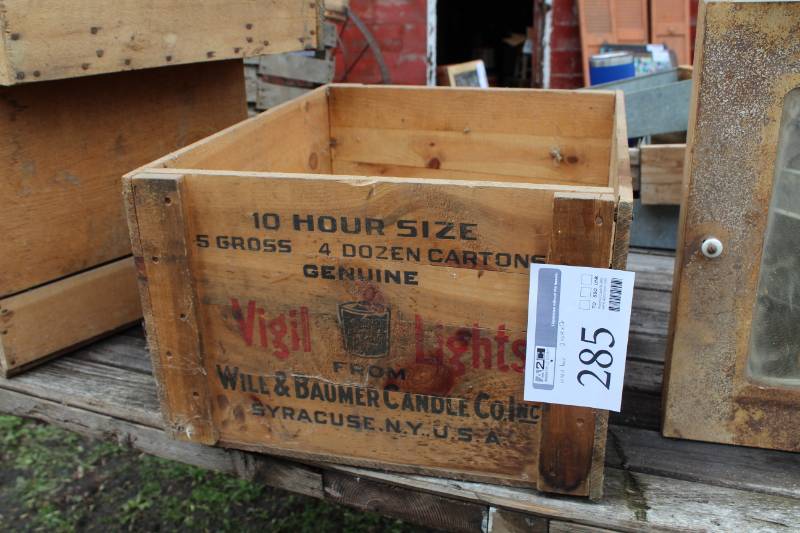 10 HOUR SIZE
5 GROSS 4 DOZEN CARTONS
GENUINE
Vigil Lights
FROM
WILL & BAUMER CANDLE CO. INC
SYRACUSE. N.Y. U.S.A.
285